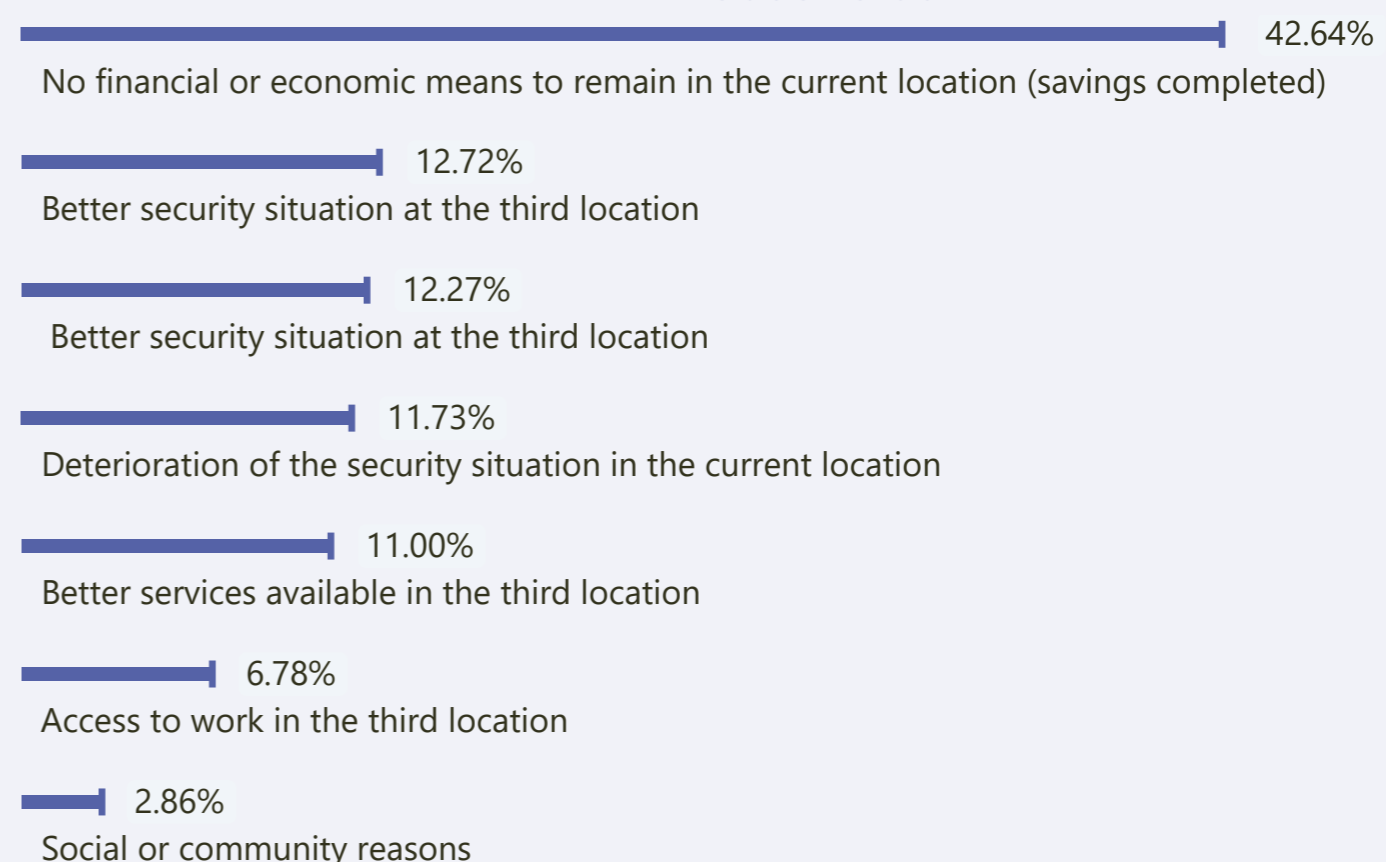 42.64%
No financial or economic means to remain in the current location (savings completed)
12.72%
Better security situation at the third location
12.27%
Better security situation at the third location
11.73%
Deterioration of the security situation in the current location
11.00%
Better services available in the third location
6.78%
Access to work in the third location
2.86%
Social or community reasons